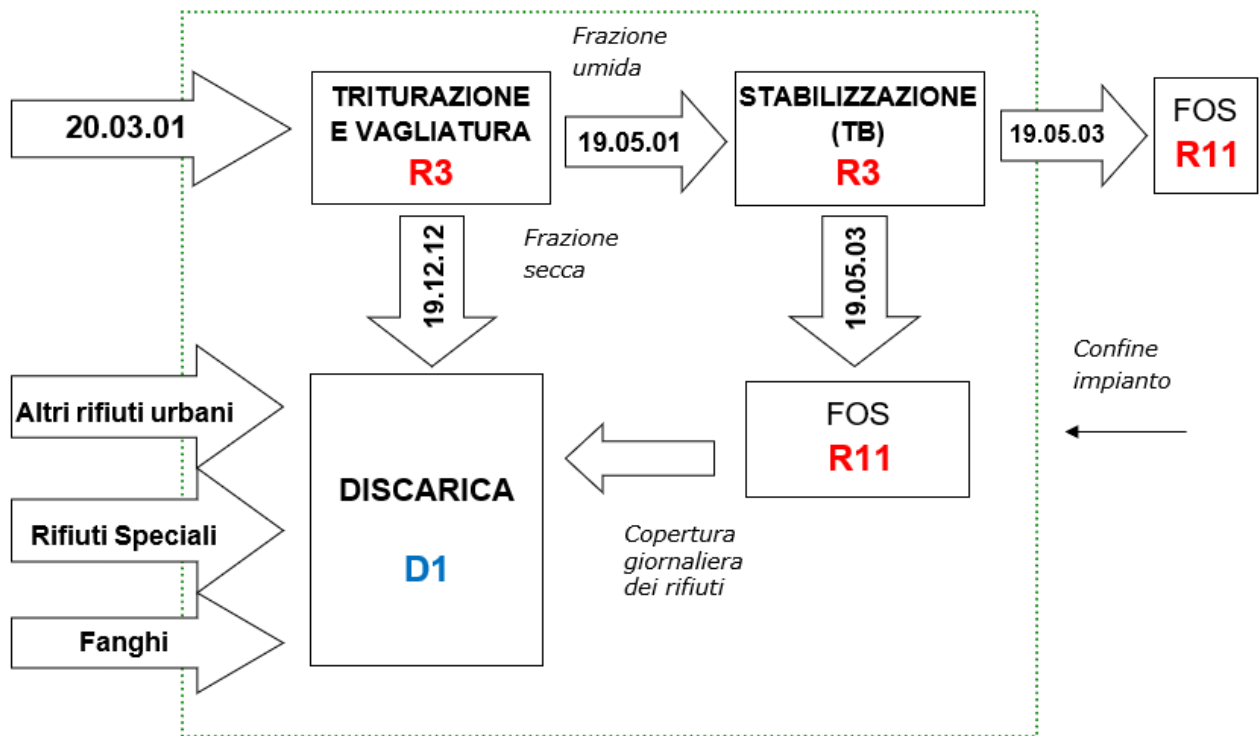 Frazione
umida
20.03.01
TRITURAZIONE
E VAGLIATURA
R3
19.05.01
STABILIZZAZIONE
(TB)
R3
19.05.03
FOS
R11
19.12.12
Frazione
secca
19.05.03
Confine
impianto
Altri rifiuti urbani
Rifiuti Speciali
Fanghi
DISCARICA
D1
FOS
R11
Copertura
giornaliera
dei rifiuti